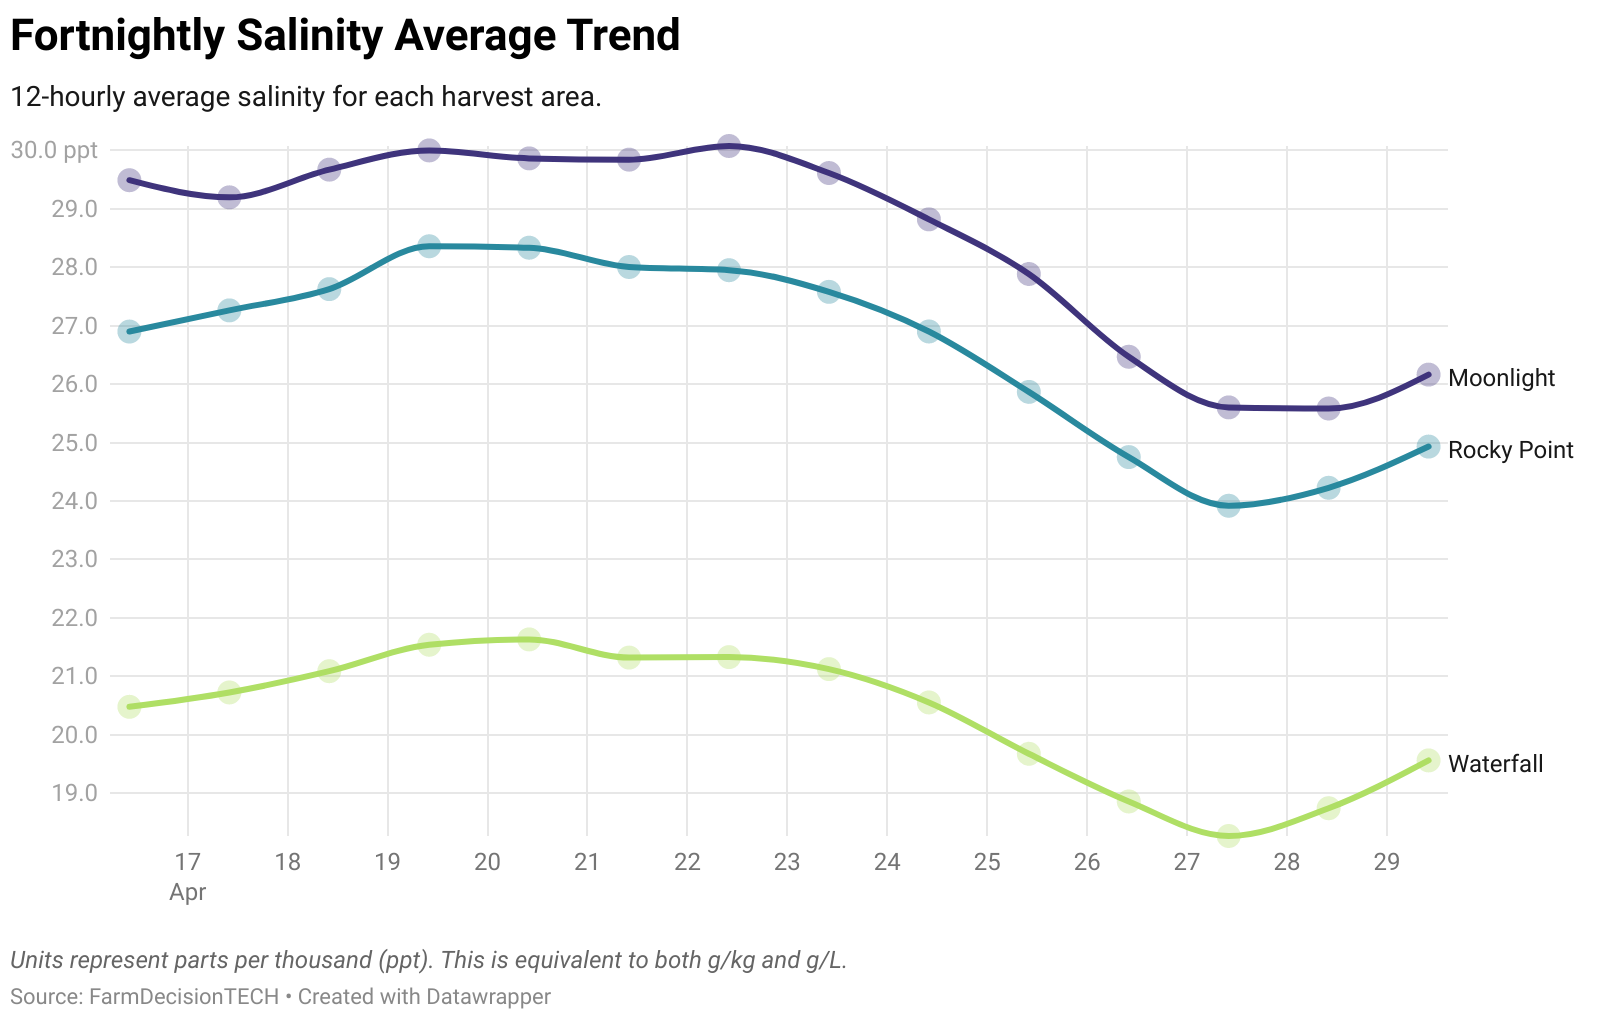 Fortnightly Salinity Average Trend
12-hourly average salinity for each harvest area.
30.0 ppt
29.0
28.0
27.0
26.0
25.0
24.0
23.0
22.0
21.0
20.0
19.0
Moonlight
Rocky Point
Waterfall
17 18 19 20 21 22 23 24 25 26 27 28 29
Apr
Units represent parts per thousand (ppt). This is equivalent to both g/kg and g/L.
Source: FarmDecisionTECH • Created with Datawrapper